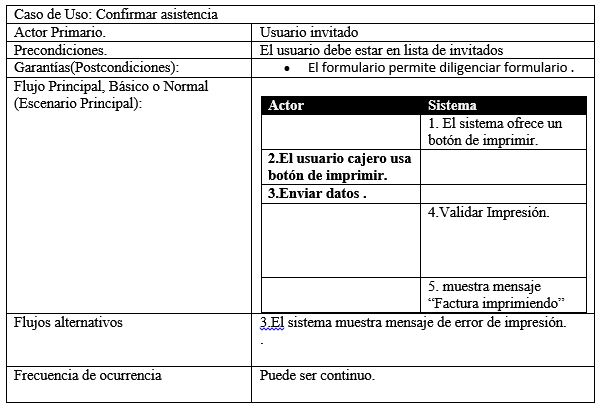 Caso de Uso: Confirmar asistencia
Actor Primario.
Usuario invitado
Precondiciones.
El usuario debe estar en lista de invitados
Garantías(Postcondiciones):
• El formulario permite diligenciar formulario .
Flujo Principal, Básico o Normal
(Escenario Principal):
Actor
Sistema
1. El sistema ofrece un
botón de imprimir.
2.El usuario cajero usa
botón de imprimir.
3.Enviar datos .
4.Validar Impresión.
5. muestra mensaje
“Factura imprimiendo”
Flujos alternativos
3.El sistema muestra mensaje de error de impresión.
.
Frecuencia de ocurrencia
Puede ser continuo.